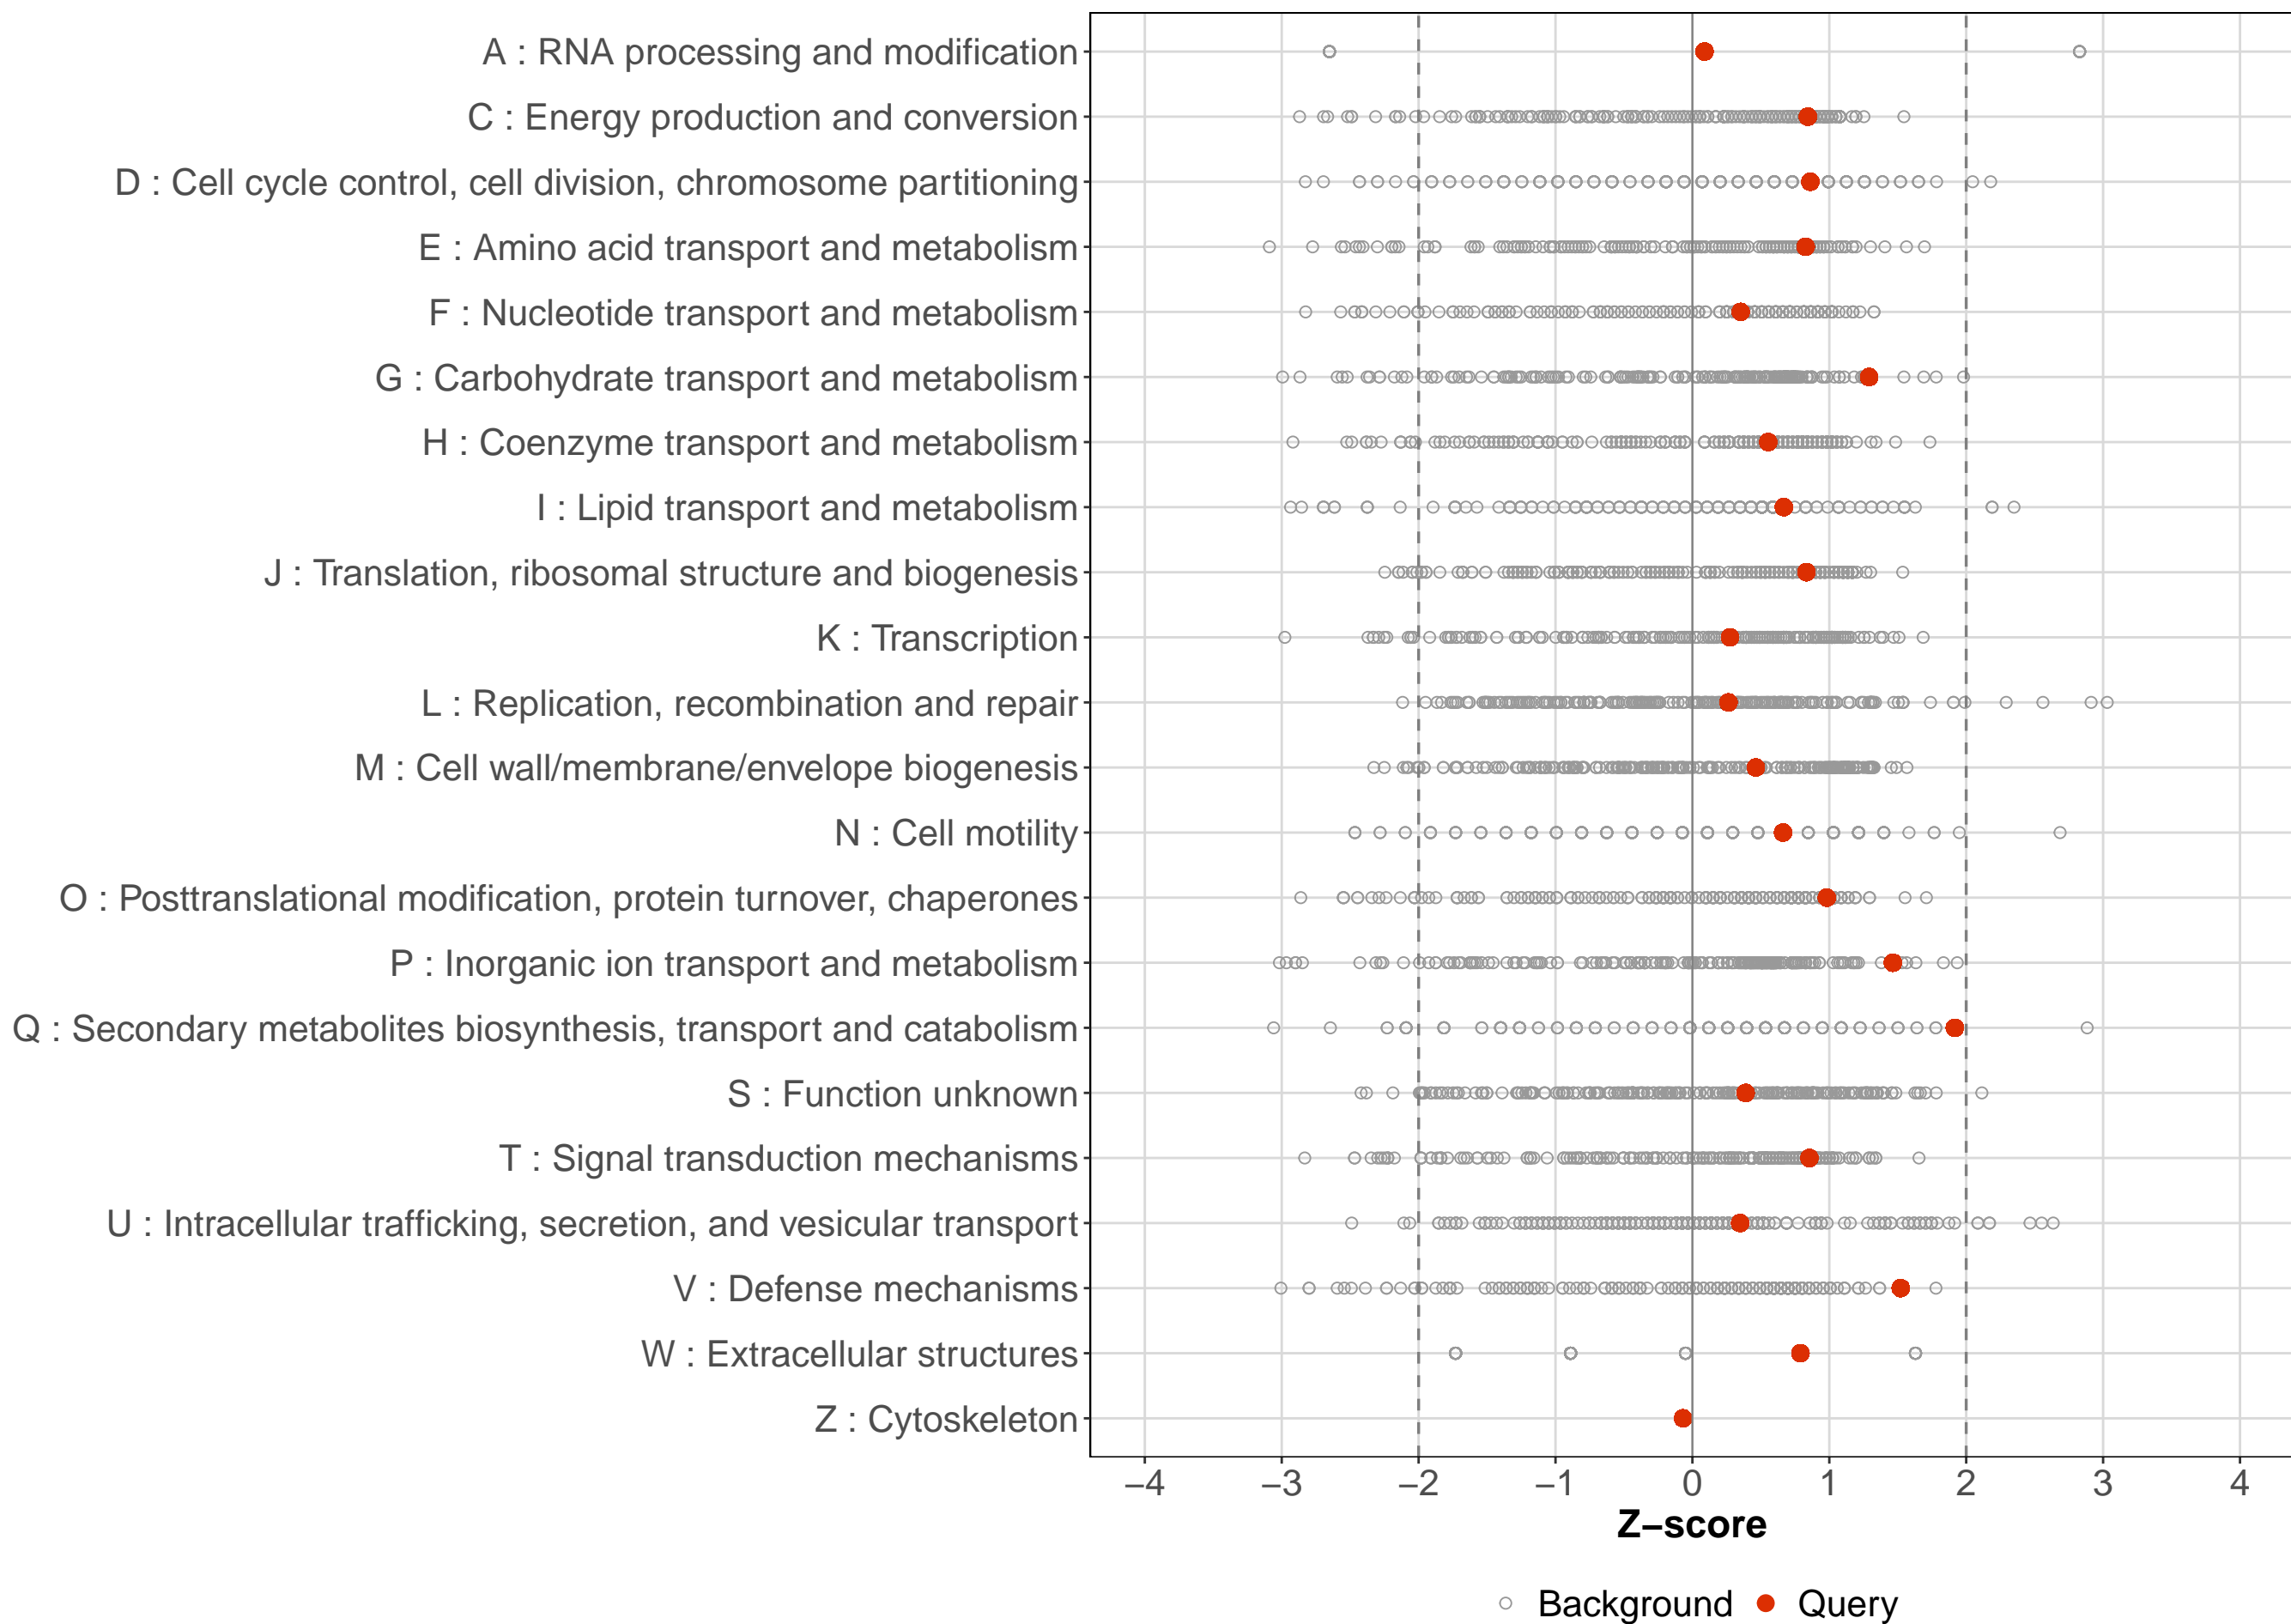 A : RNA processing and modification
C : Energy production and conversion
D : Cell cycle control, cell division, chromosome partitioning
E : Amino acid transport and metabolism
F : Nucleotide transport and metabolism
G : Carbohydrate transport and metabolism
H : Coenzyme transport and metabolism
I : Lipid transport and metabolism
J : Translation, ribosomal structure and biogenesis
K : Transcription
L : Replication, recombination and repair
M : Cell wall/membrane/envelope biogenesis
N : Cell motility
O : Posttranslational modification, protein turnover, chaperones
P : Inorganic ion transport and metabolism
Q : Secondary metabolites biosynthesis, transport and catabolism
S : Function unknown
T : Signal transduction mechanisms
U : Intracellular trafficking, secretion, and vesicular transport
V : Defense mechanisms
W : Extracellular structures
Z : Cytoskeleton
−4 −3 −2 −1 0 1 2 3 4
Z−score
Background Query